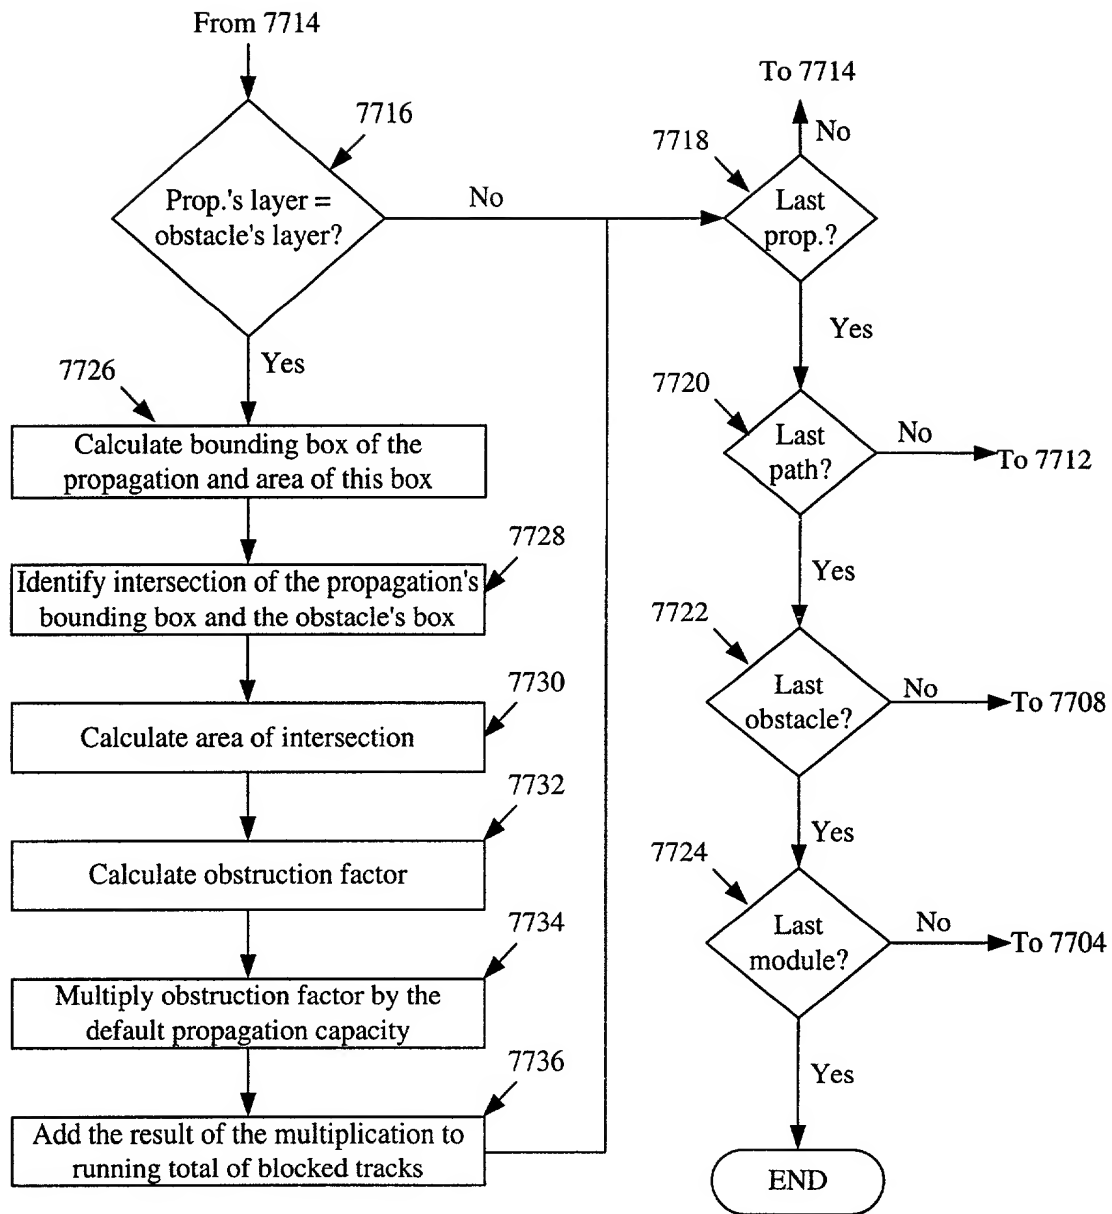 From 7714
7716
Prop.'s layer =
obstacle's layer?
No
Yes
7726
Calculate bounding box of the
propagation and area of this box
7728
Identify intersection of the propagation's
bounding box and the obstacle's box
7730
Calculate area of intersection
7732
Calculate obstruction factor
7734
Multiply obstruction factor by the
default propagation capacity
7736
Add the result of the multiplication to
running total of blocked tracks
To 7714
No
7718
Last
prop.?
Yes
7720
Last
path?
No
To 7712
Yes
7722
Last
obstacle?
No
To 7708
Yes
7724
Last
module?
No
To 7704
Yes
END